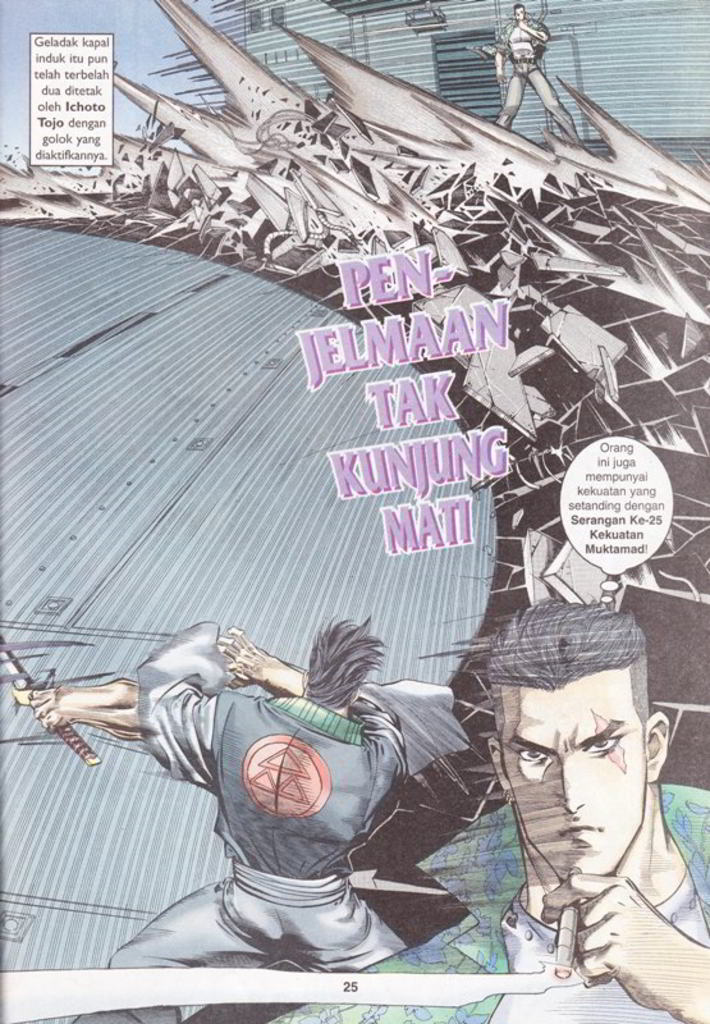 Geladak kapal
induk itu pun
telah terbelah
dua ditetak
oleh Ichoto
Tojo dengan
golok yang
diaktifkannya.
PEN-
JELMAAN
TAK
KUNJUNG
MATI
Orang
ini juga
mempunyai
kekuatan yang
setanding dengan
Serangan Ke-25
Kekuatan
Muktamad!
25